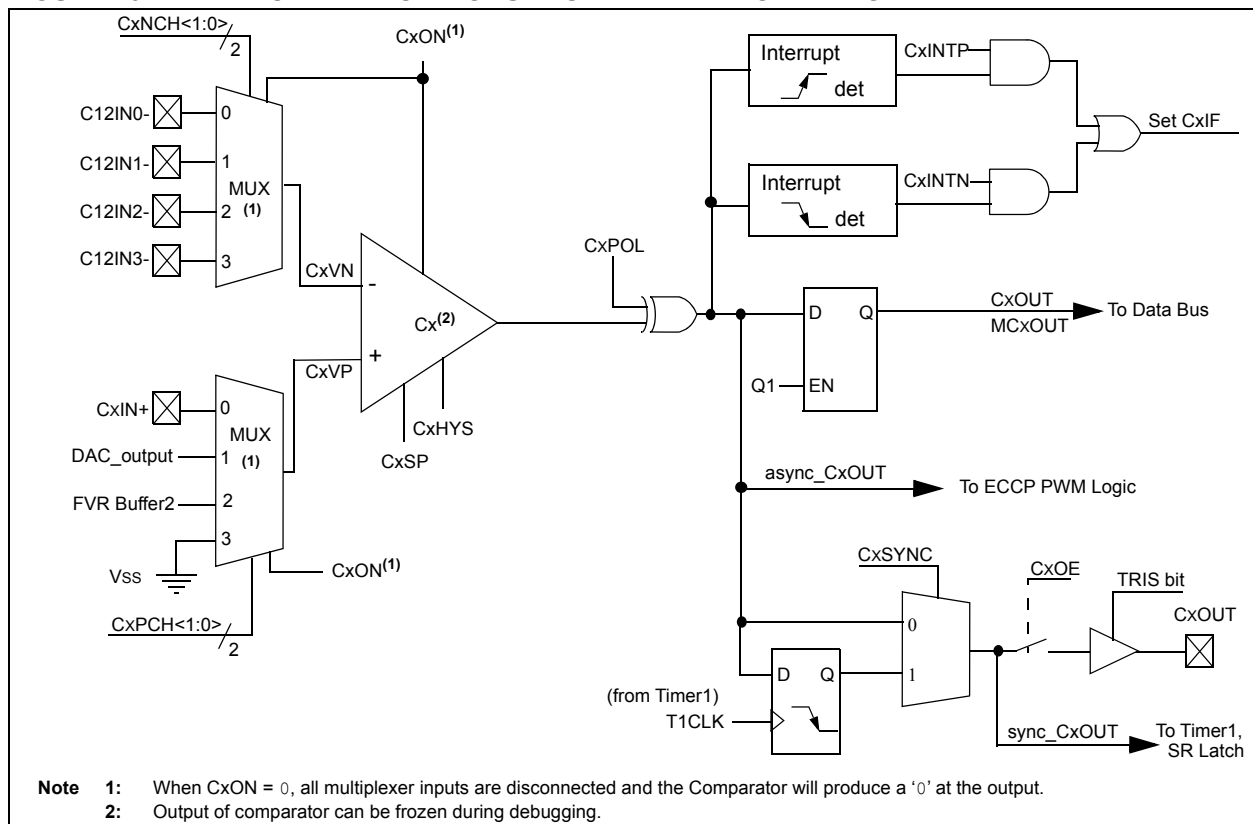 CxNCH<1:0>
2
CxON(1)
C12IN0-
0
C12IN1-
1
MUX
(1)
C12IN2-
2
C12IN3-
3
CxVN
-
Cx(2)
+
CxVP
CxIN+
0
MUX
(1)
DAC_output
1
FVR Buffer2
2
3
VSS
CxON(1)
CxPCH<1:0>
2
CxHYS
CxSP
CxPOL
Interrupt
det
CxINTP
Interrupt
det
CxINTN
Set CxIF
D
Q
Q1
EN
CxOUT
MCxOUT
To Data Bus
async_CxOUT
To ECCP PWM Logic
CxSYNC
0
1
D
Q
(from Timer1)
T1CLK
CxOE
TRIS bit
CxOUT
sync_CxOUT
To Timer1,
SR Latch
Note 1: When CxON = 0, all multiplexer inputs are disconnected and the Comparator will produce a ‘0’ at the output.
2: Output of comparator can be frozen during debugging.